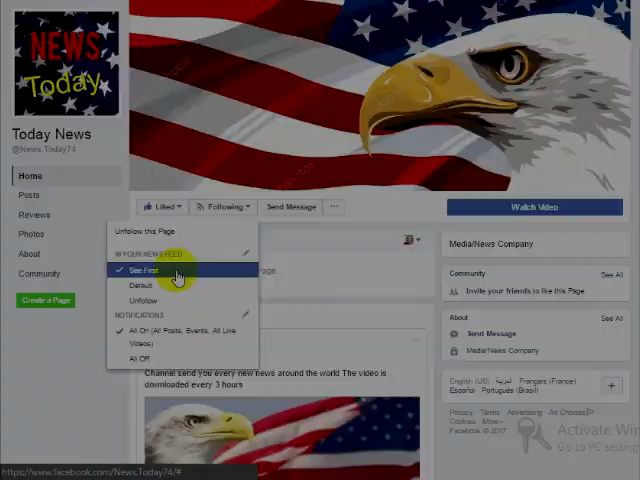 NEWS
Today
Today News
@News.Today74
Home
Posts
Reviews
Photos
About
Community
Create a Page
Liked
Following
Send Message
Watch Video
Unfollow this Page
IN YOUR NEWS FEED
See First
Default
Unfollow
NOTIFICATIONS
All On (All Posts, Events, All Live
Videos)
All Off
Page...
Channel send you every new news around the world The video is
downloaded every 3 hours
Media/News Company
Community
See All
Invite your friends to like this Page
About
See All
Send Message
Media/News Company
English (US) · العربية · Français (France)
Español · Português (Brasil)
Privacy · Terms · Advertising · Ad Choices
Cookies · More
Facebook © 2017
Activate Win
Go to PC setting
https://www.facebook.com/News.Today74/#